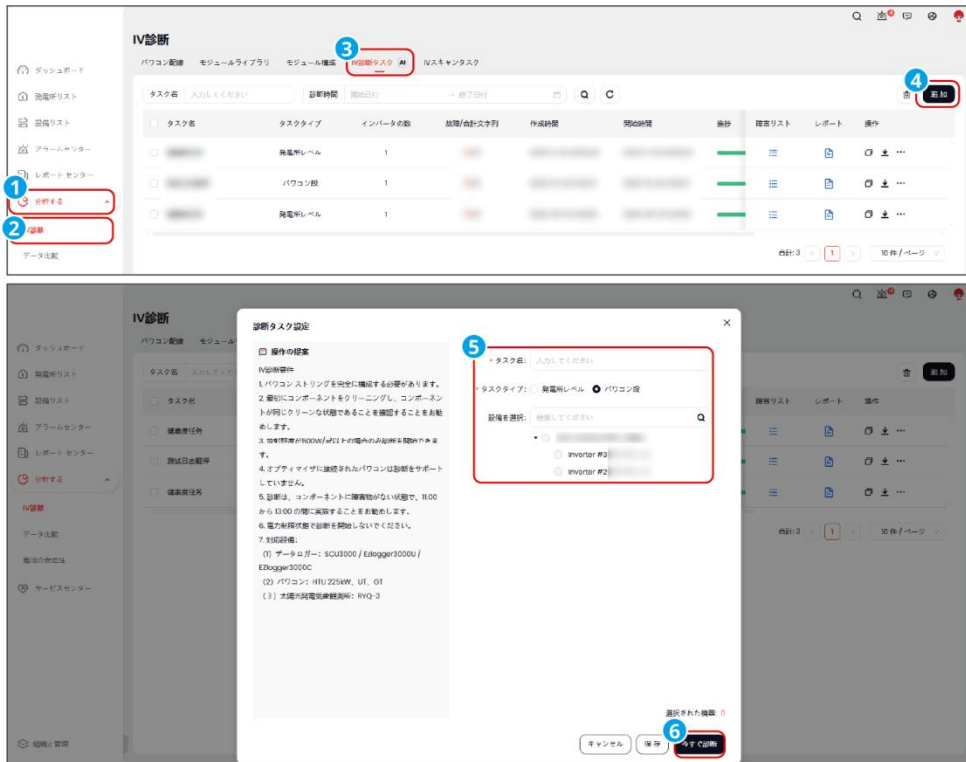 4
IV診断
パワコン配線 モジュールライブラリ モジュール構成 IV診断タスク AI IVスキャンタスク
3
ダッシュボード
発電所リスト
設備リスト
アラームセンター
レポートセンター
1
分析する
2
IV診断
データ比較
タスク名 入力してください 診断時間 開始日付 → 終了日付
4
追加
タスク名 タスクタイプ インバータの数 故障/合計文字列 作成時間 開始時間 進捗 障害リスト レポート 操作
発電所レベル 1
パワコン段 1
発電所レベル 1
合計: 3 < 1 > 10 件 / ページ
4
IV診断
パワコン配線 モジュール
ダッシュボード
発電所リスト
設備リスト
アラームセンター
レポートセンター
分析する
IV診断
データ比較
サービスセンター
組織と管理
タスク名 入力してくだ
追加
タスク名
障害リスト レポート 操作
健康度任务
测试日志翻译
健康度任务
合計: 3 < 1 > 10 件 / ページ
診断タスク設定
操作の提案
IV診断要件
1. パワコン ストリングを完全に構成する必要があります。
2. 最初にコンポーネントをクリーニングし、コンポーネン
トが同じクリーンな状態であることを確認することをお勧
めします。
3. 放射照度が600W/㎡以上の場合のみ診断を開始できま
す。
4. オプティマイザに接続されたパワコンは診断をサポート
していません。
5. 診断は、コンポーネントに障害物がない状態で、11:00
から 13:00 の間に実施することをお勧めします。
6. 電力制限状態で診断を開始しないでください。
7. 対応設備:
(1) データロガー: SCU3000 / Ezlogger3000U /
Ezlogger3000C
(2) パワコン: HTU 225kW、UT、GT
(3) 太陽光発電気象観測所: RYQ-3
5
* タスク名: 入力してください
* タスクタイプ: 発電所レベル パワコン段
設備を選択: 検索してください
Inverter #3
Inverter #2
選択された機器: 0
6
キャンセル 保存 今すぐ診断